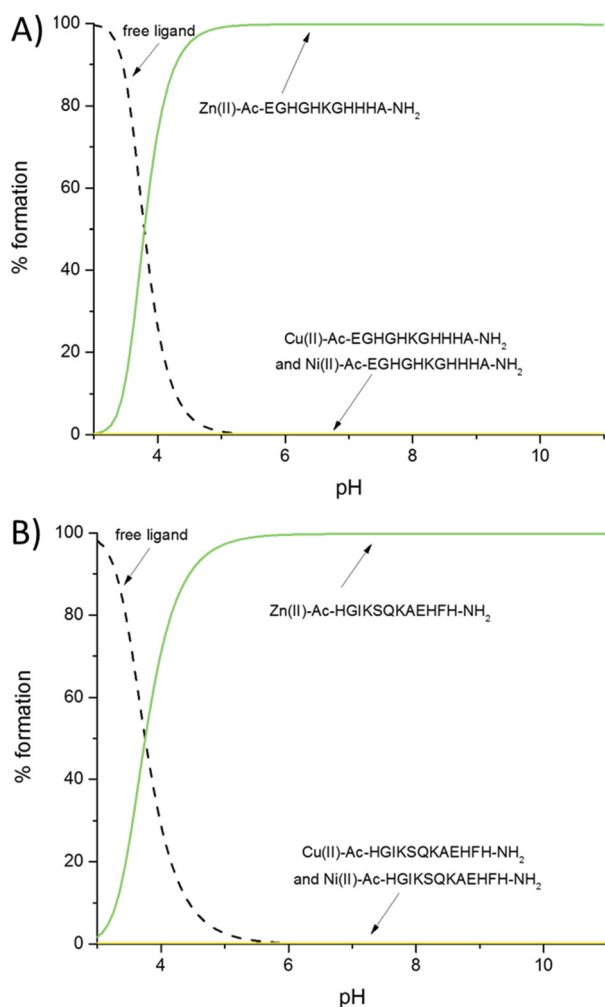 A)
100
80
60
40
20
0
% formation
free ligand
Zn(II)-Ac-EGHGHKGHHHA-NH₂
Cu(II)-Ac-EGHGHKGHHHA-NH₂
and Ni(II)-Ac-EGHGHKGHHHA-NH₂
4 6 8 10
pH
B)
100
80
60
40
20
0
% formation
free ligand
Zn(II)-Ac-HGIKSQKAEHFH-NH₂
Cu(II)-Ac-HGIKSQKAEHFH-NH₂
and Ni(II)-Ac-HGIKSQKAEHFH-NH₂
4 6 8 10
pH